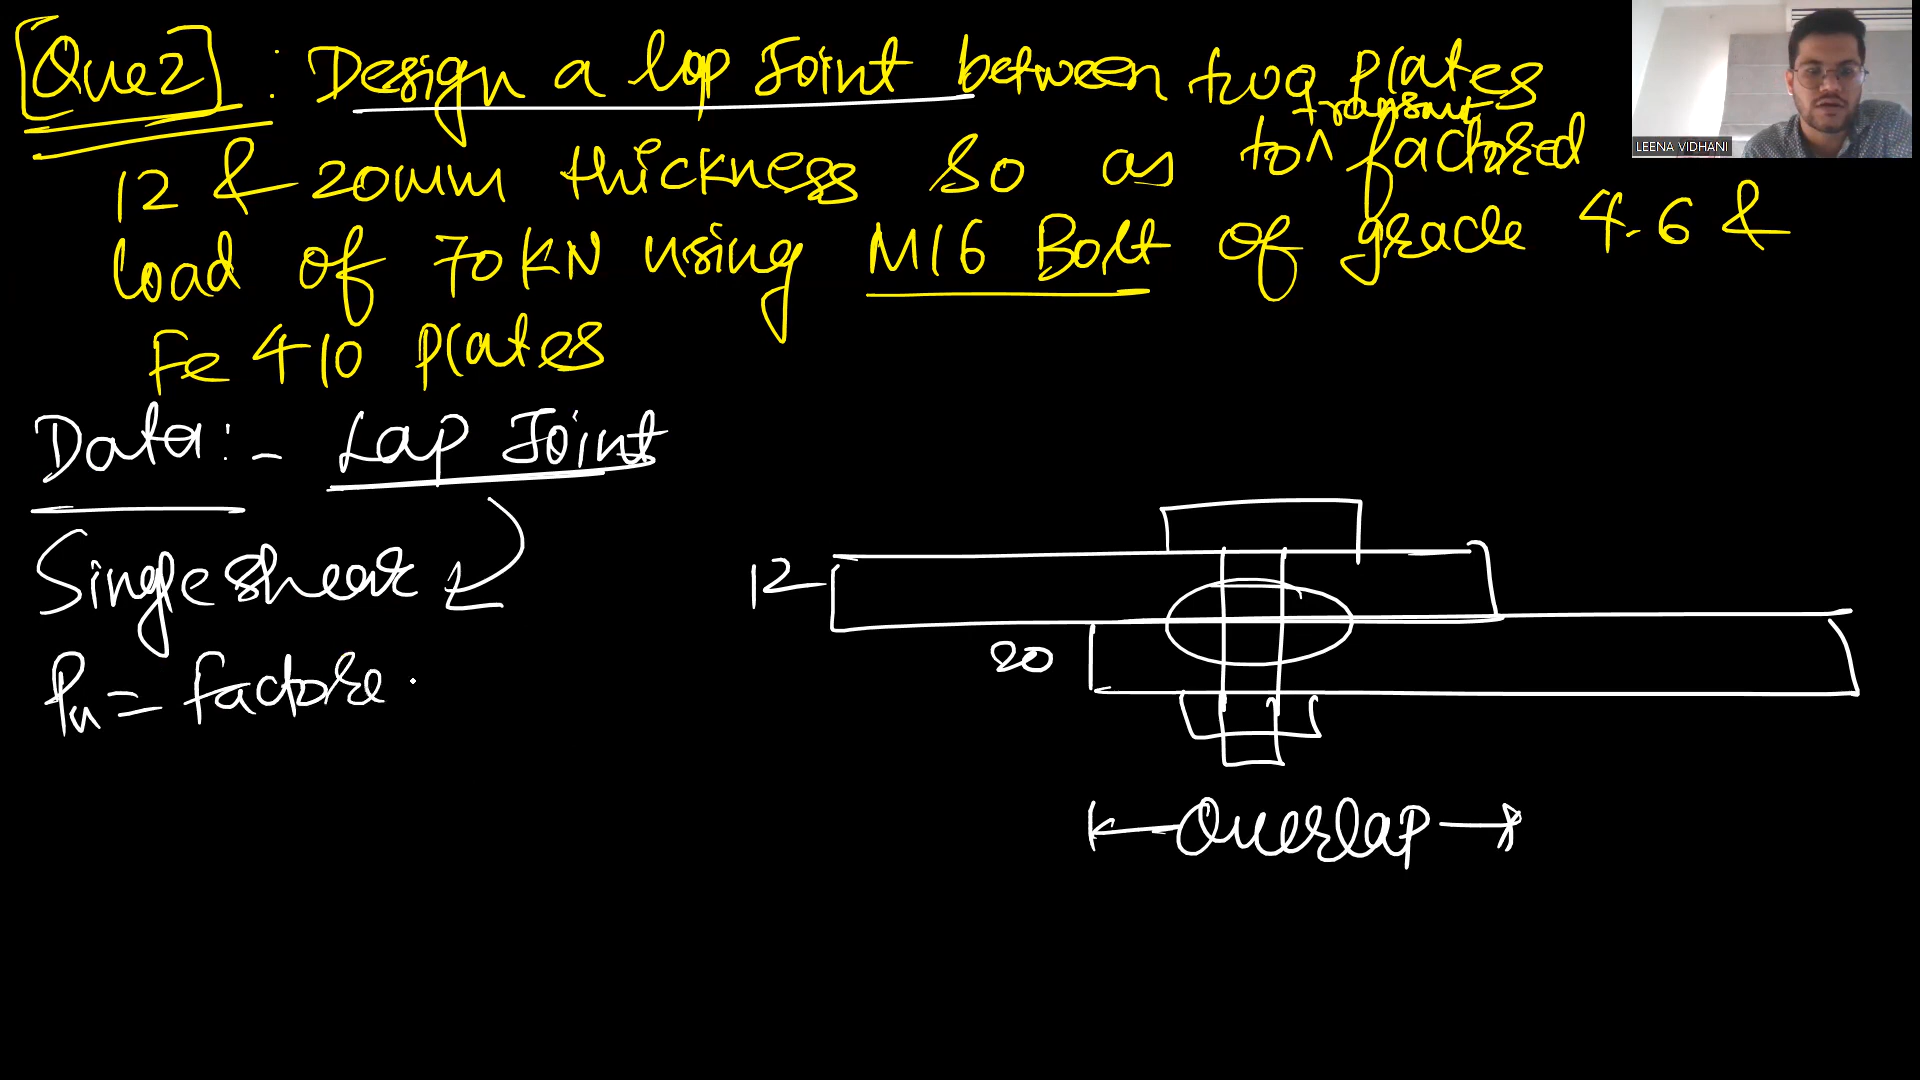 [Que2] : Design a lap Joint between two plates
12 & 20mm thickness so as to ^ transmit factored
load of 70 kN using M16 Bolt of grade 4.6 &
Fe 410 plates
Data:- Lap Joint
Single shear
Pu = factore
12
20
Overlap
LEENA VIDHANI